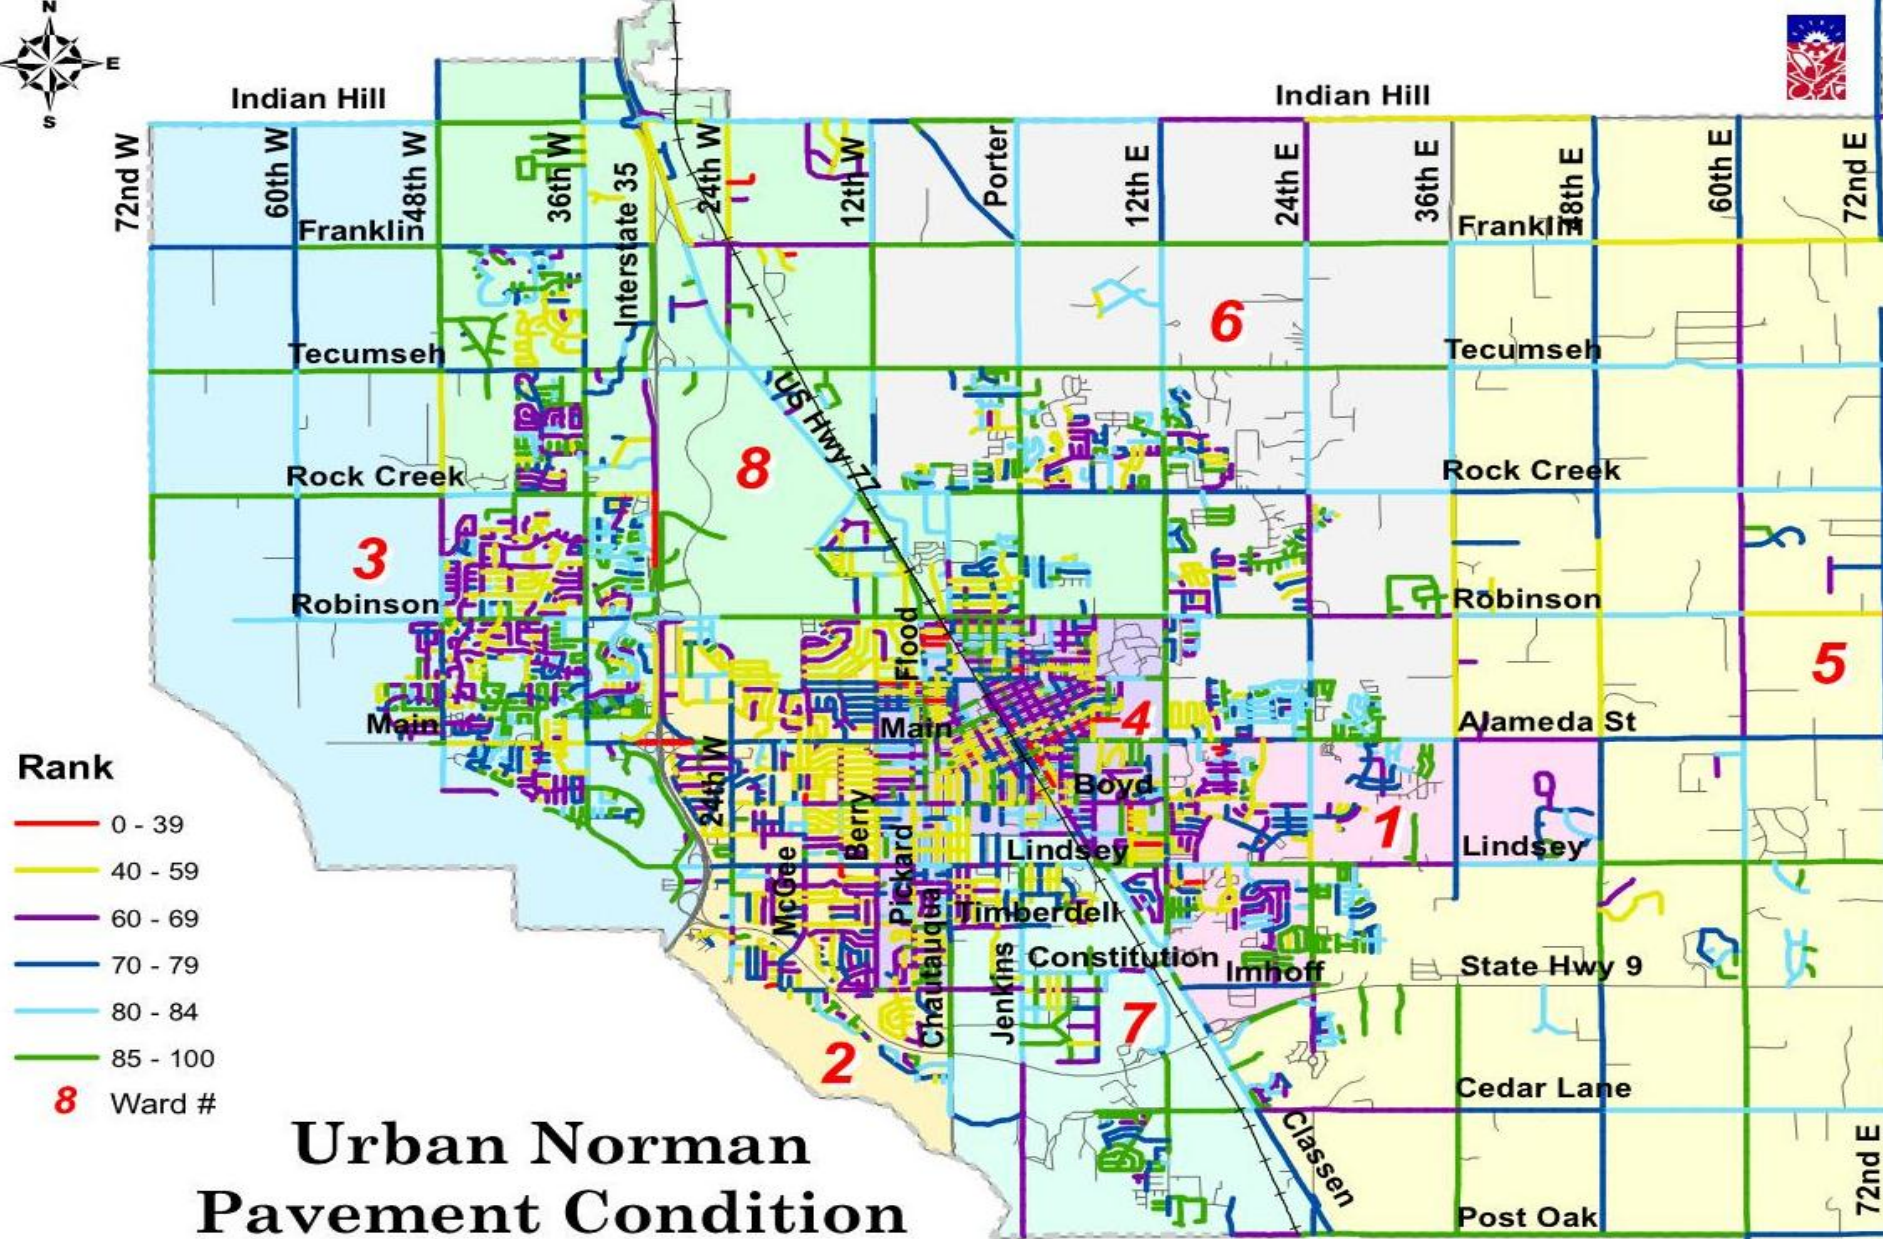 N
E
S
Indian Hill
Indian Hill
72nd W
60th W
48th W
36th W
Interstate 35
24th W
12th W
Porter
12th E
24th E
36th E
48th E
60th E
72nd E
Franklin
Franklin
Tecumseh
Tecumseh
US Hwy 77
6
8
Rock Creek
Rock Creek
3
Robinson
Robinson
Flood
5
Main
Main
4
Alameda St
24th W
Boyd
Berry
1
McGee
Pickard
Lindsey
Lindsey
Chautauqua
Timberdell
Constitution
Imhoff
State Hwy 9
Jenkins
7
2
Cedar Lane
Classen
72nd E
Post Oak
Rank
0 - 39
40 - 59
60 - 69
70 - 79
80 - 84
85 - 100
8 Ward #
Urban Norman
Pavement Condition